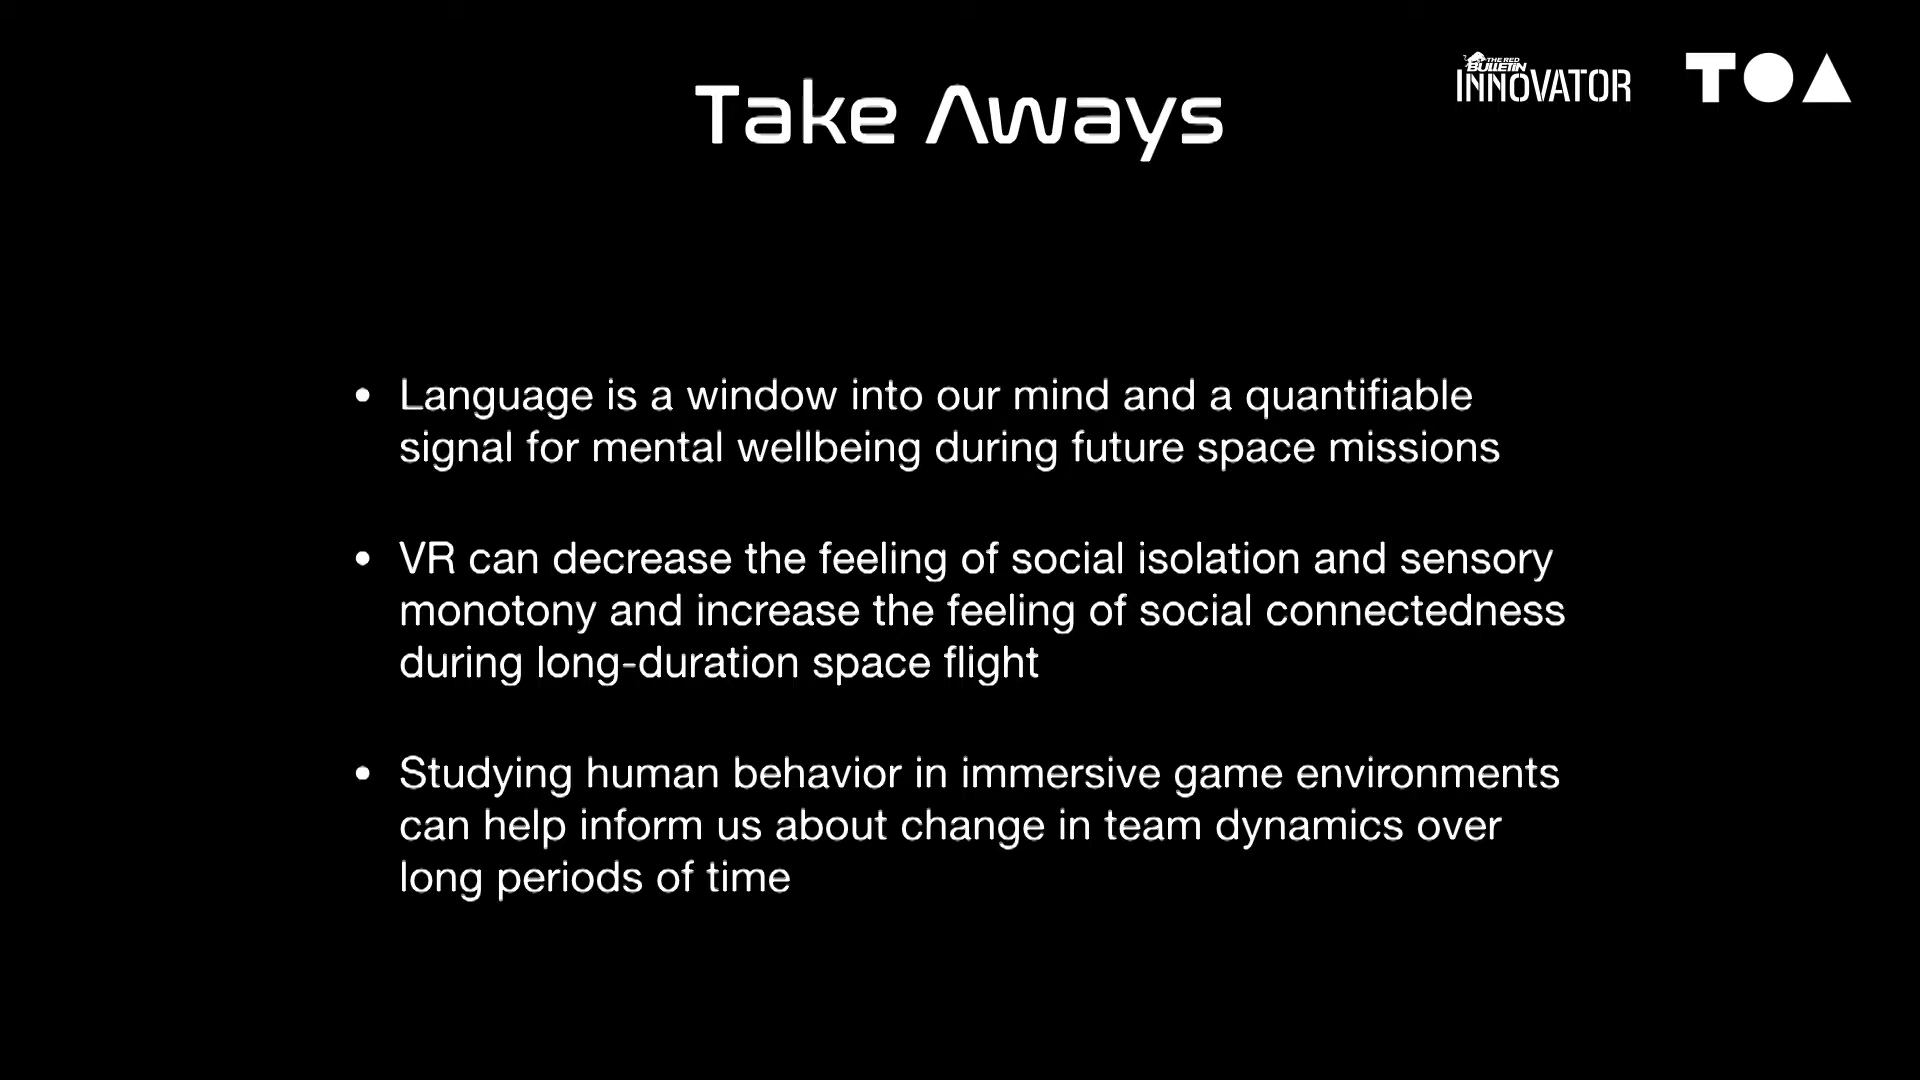 Take Aways
THE RED
BULLETIN
INNOVATOR
TOA
• Language is a window into our mind and a quantifiable
signal for mental wellbeing during future space missions
• VR can decrease the feeling of social isolation and sensory
monotony and increase the feeling of social connectedness
during long-duration space flight
• Studying human behavior in immersive game environments
can help inform us about change in team dynamics over
long periods of time